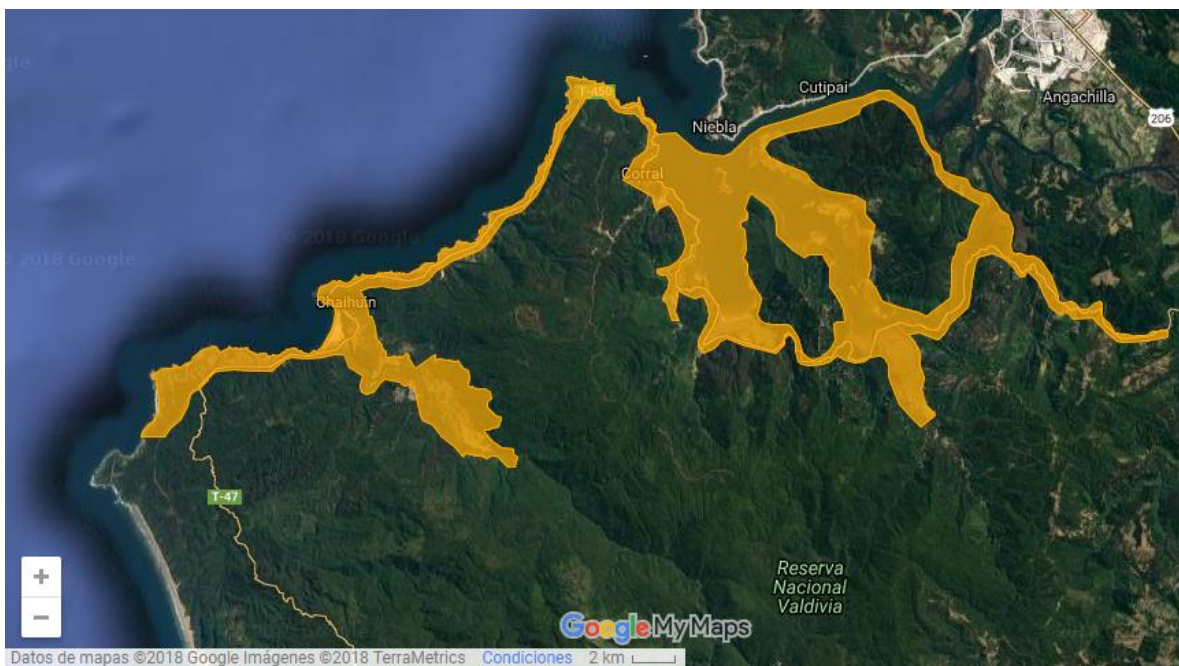 gle
T-450
Cutipai
Angachilla
206
Niebla
Corral
© 2018 Google
© 2018 Google
Chaihuín
T-47
Reserva
Nacional
Valdivia
+
−
Google My Maps
Datos de mapas ©2018 Google Imágenes ©2018 TerraMetrics Condiciones 2 km